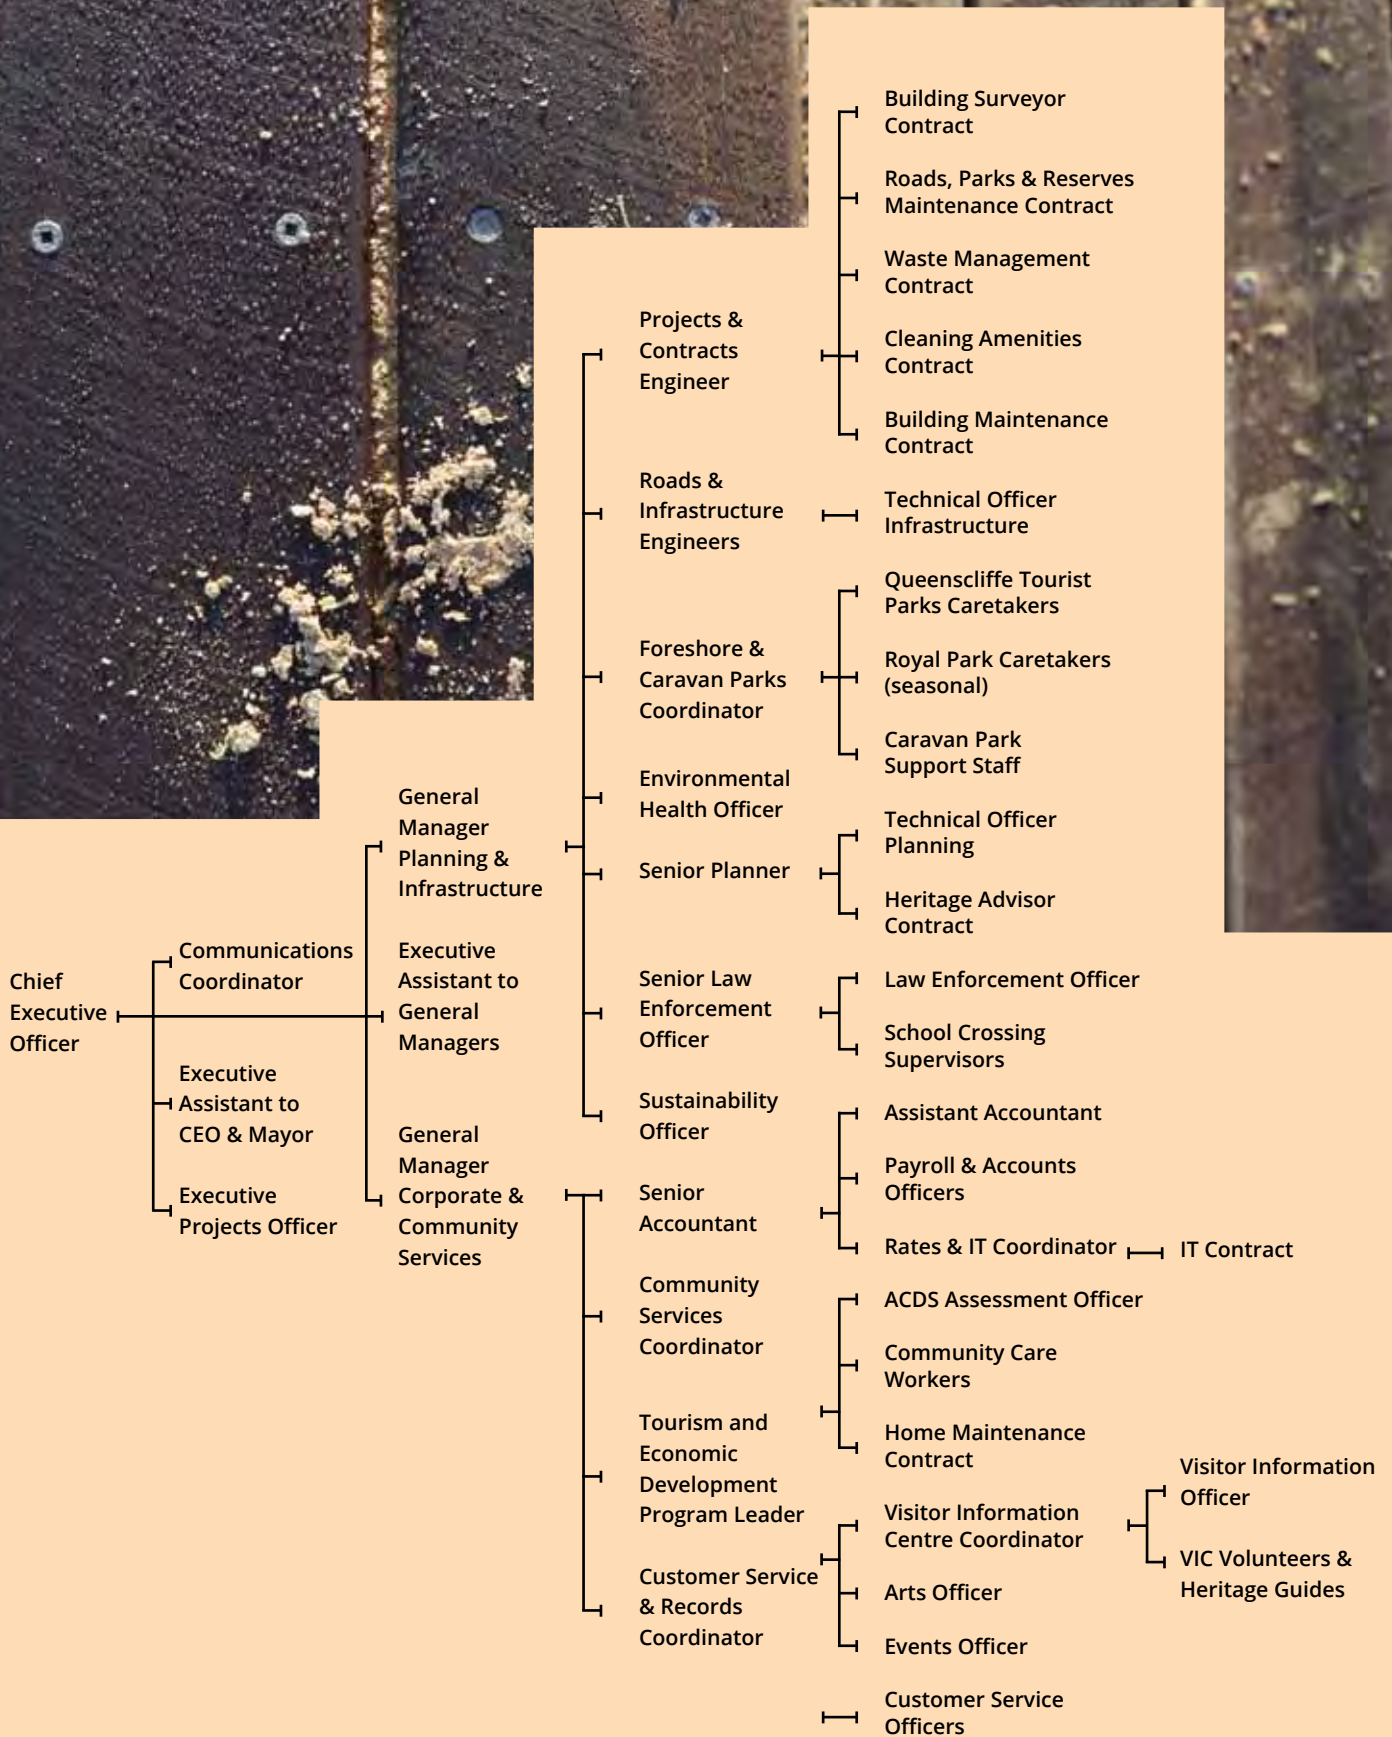 Chief
Executive
Officer
Communications
Coordinator
Executive
Assistant to
CEO & Mayor
Executive
Projects Officer
General
Manager
Planning &
Infrastructure
Executive
Assistant to
General
Managers
General
Manager
Corporate &
Community
Services
Projects &
Contracts
Engineer
Roads &
Infrastructure
Engineers
Foreshore &
Caravan Parks
Coordinator
Environmental
Health Officer
Senior Planner
Senior Law
Enforcement
Officer
Sustainability
Officer
Senior
Accountant
Community
Services
Coordinator
Tourism and
Economic
Development
Program Leader
Customer Service
& Records
Coordinator
Building Surveyor
Contract
Roads, Parks & Reserves
Maintenance Contract
Waste Management
Contract
Cleaning Amenities
Contract
Building Maintenance
Contract
Technical Officer
Infrastructure
Queenscliffe Tourist
Parks Caretakers
Royal Park Caretakers
(seasonal)
Caravan Park
Support Staff
Technical Officer
Planning
Heritage Advisor
Contract
Law Enforcement Officer
School Crossing
Supervisors
Assistant Accountant
Payroll & Accounts
Officers
Rates & IT Coordinator
IT Contract
ACDS Assessment Officer
Community Care
Workers
Home Maintenance
Contract
Visitor Information
Centre Coordinator
Arts Officer
Events Officer
Customer Service
Officers
Visitor Information
Officer
VIC Volunteers &
Heritage Guides